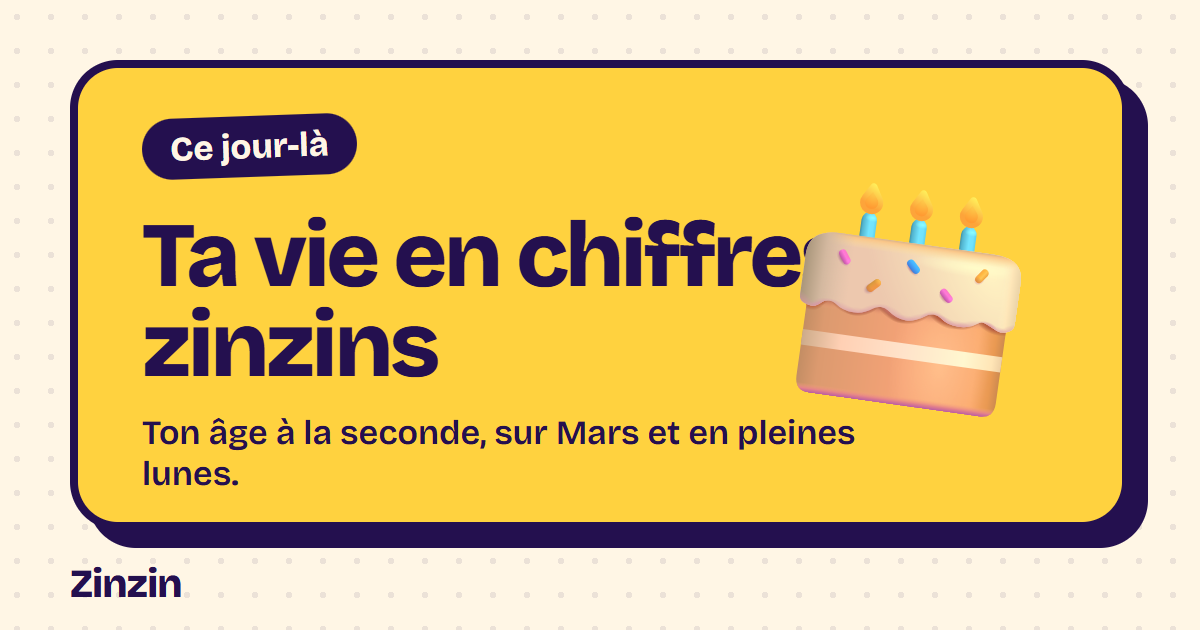 Ce jour-là
Ta vie en chiffres
zinzins
Ton âge à la seconde, sur Mars et en pleines
lunes.
Zinzin